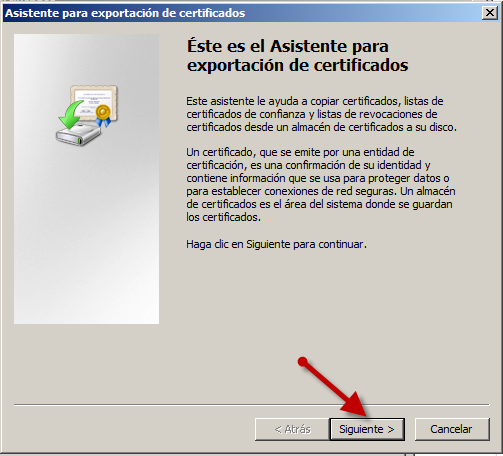 Asistente para exportación de certificados
Éste es el Asistente para
exportación de certificados
Este asistente le ayuda a copiar certificados, listas de
certificados de confianza y listas de revocaciones de
certificados desde un almacén de certificados a su disco.
Un certificado, que se emite por una entidad de
certificación, es una confirmación de su identidad y
contiene información que se usa para proteger datos o
para establecer conexiones de red seguras. Un almacén
de certificados es el área del sistema donde se guardan
los certificados.
Haga clic en Siguiente para continuar.
< Atrás Siguiente > Cancelar